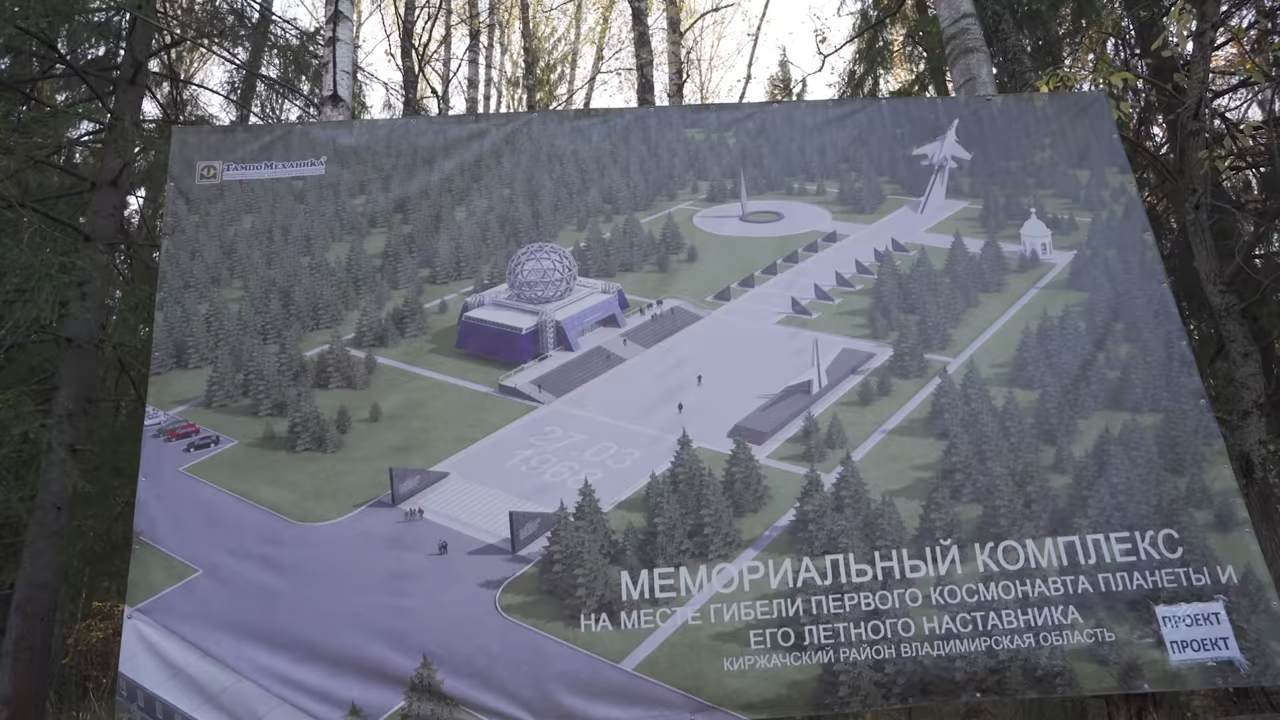 ТАМПОМЕХАНИКА
27.03
1968
МЕМОРИАЛЬНЫЙ КОМПЛЕКС
НА МЕСТЕ ГИБЕЛИ ПЕРВОГО КОСМОНАВТА ПЛАНЕТЫ И
ЕГО ЛЕТНОГО НАСТАВНИКА
КИРЖАЧСКИЙ РАЙОН ВЛАДИМИРСКАЯ ОБЛАСТЬ
ПРОЕКТ
ПРОЕКТ